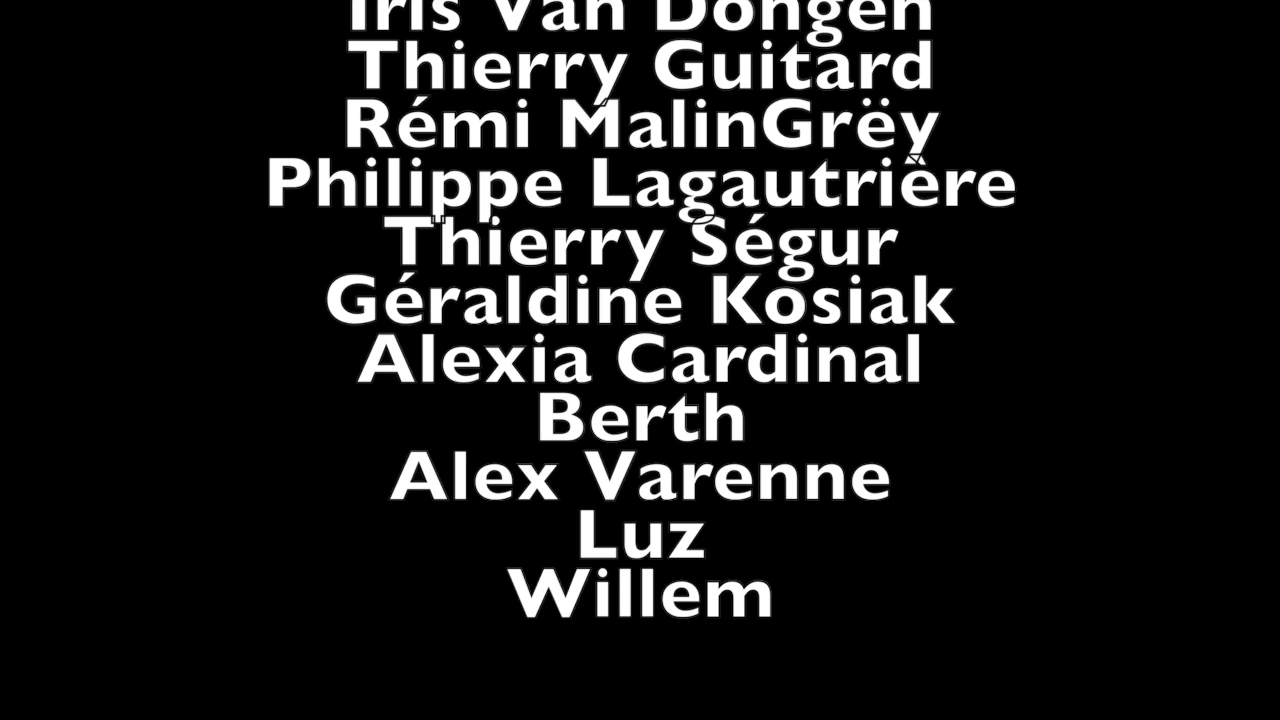 Iris Van Dongen
Thierry Guitard
Rémi MalinGrëy
Philippe Lagautrière
Thierry Ségur
Géraldine Kosiak
Alexia Cardinal
Berth
Alex Varenne
Luz
Willem